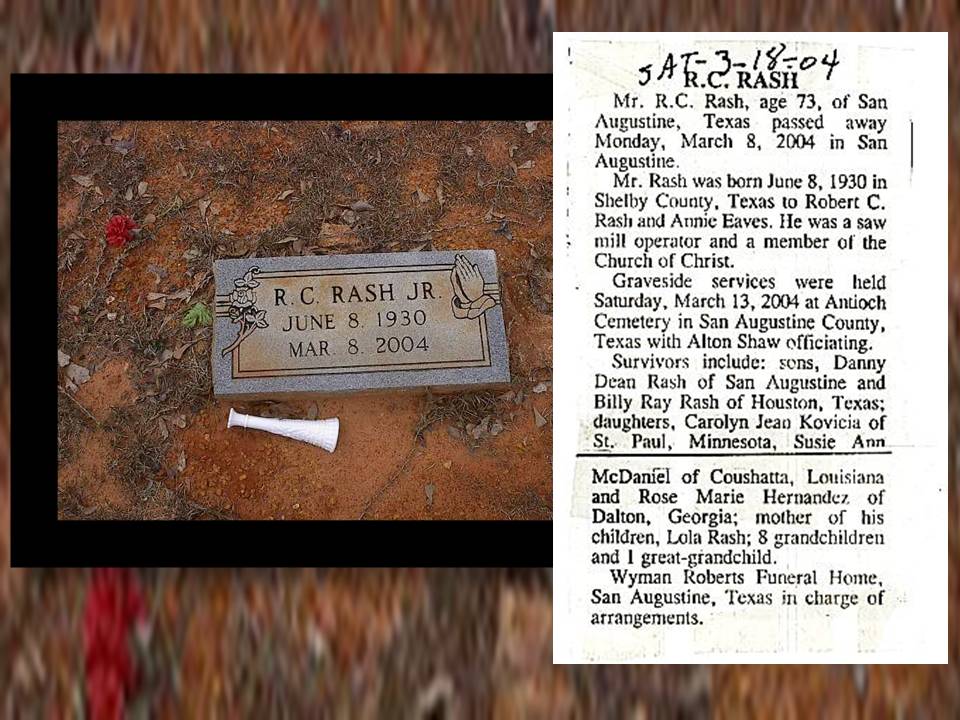 R. C. RASH JR.
JUNE 8, 1930
MAR. 8, 2004
SAT-3-18-04
R.C. RASH
Mr. R.C. Rash, age 73, of San
Augustine, Texas passed away
Monday, March 8, 2004 in San
Augustine.
Mr. Rash was born June 8, 1930 in
Shelby County, Texas to Robert C.
Rash and Annie Eaves. He was a saw
mill operator and a member of the
Church of Christ.
Graveside services were held
Saturday, March 13, 2004 at Antioch
Cemetery in San Augustine County,
Texas with Alton Shaw officiating.
Survivors include: sons, Danny
Dean Rash of San Augustine and
Billy Ray Rash of Houston, Texas;
daughters, Carolyn Jean Kovicia of
St. Paul, Minnesota, Susie Ann
McDaniel of Coushatta, Louisiana
and Rose Marie Hernandez of
Dalton, Georgia; mother of his
children, Lola Rash; 8 grandchildren
and 1 great-grandchild.
Wyman Roberts Funeral Home,
San Augustine, Texas in charge of
arrangements.